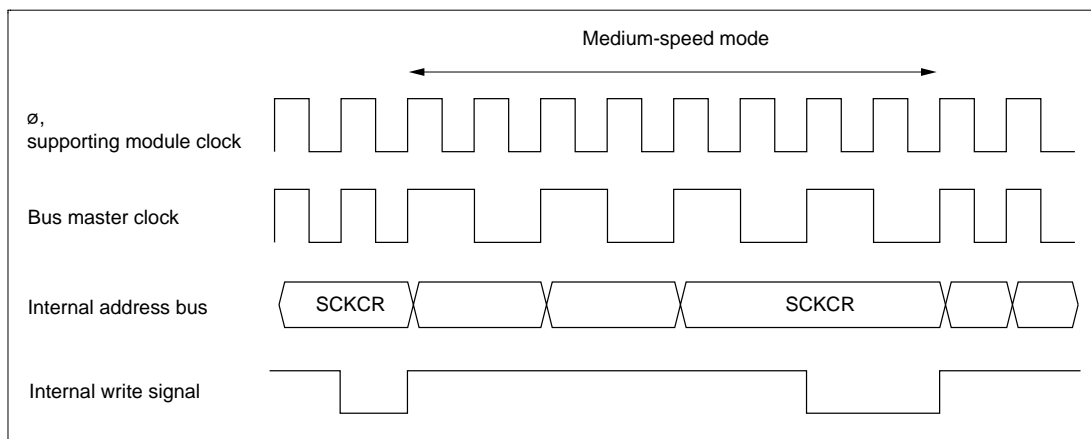 Medium-speed mode
ø,
supporting module clock
Bus master clock
Internal address bus
SCKCR
SCKCR
Internal write signal